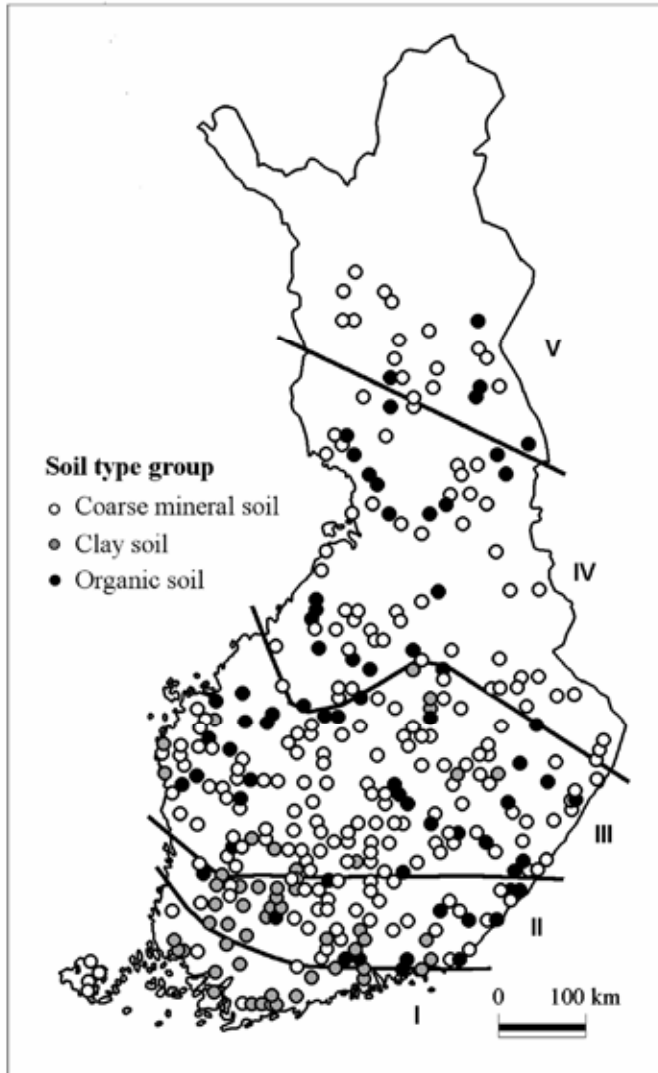 V
Soil type group
Coarse mineral soil
Clay soil
Organic soil
IV
III
II
0 100 km
I